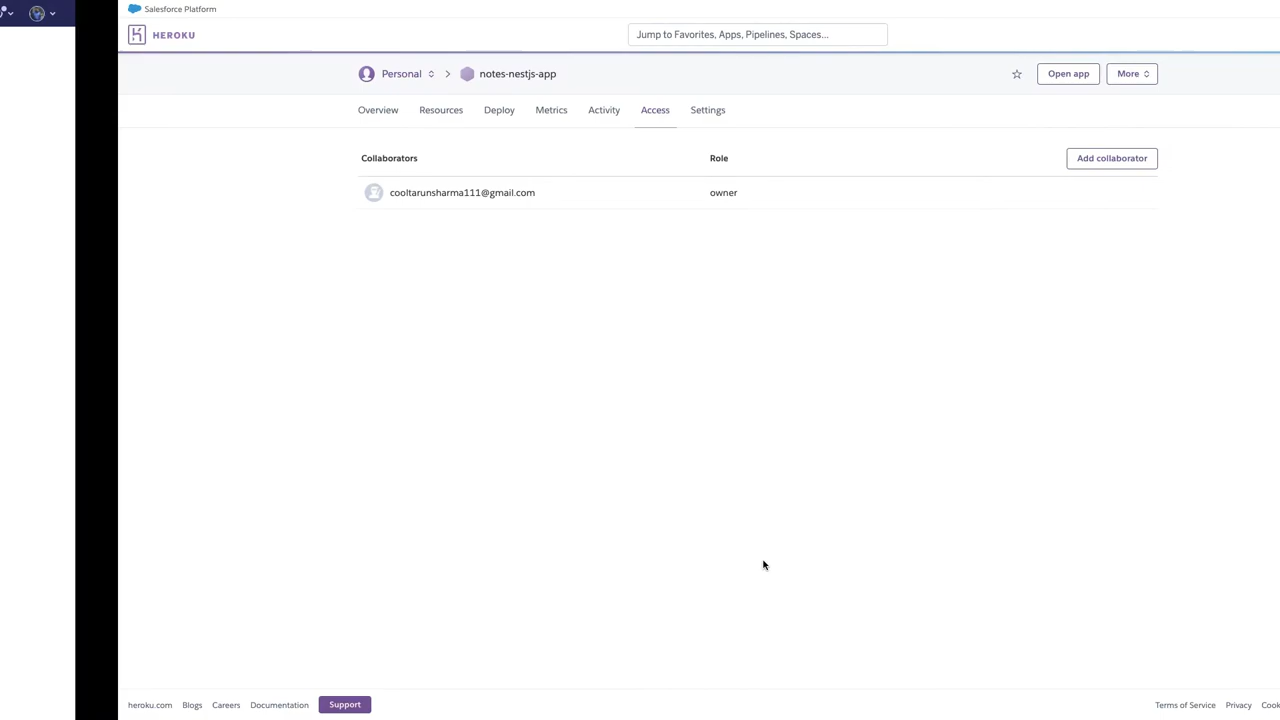 Salesforce Platform
HEROKU
Jump to Favorites, Apps, Pipelines, Spaces...
Personal
notes-nestjs-app
Open app
More
Overview
Resources
Deploy
Metrics
Activity
Access
Settings
Collaborators
Role
Add collaborator
cooltarunsharma111@gmail.com
owner
heroku.com
Blogs
Careers
Documentation
Support
Terms of Service
Privacy
Cook